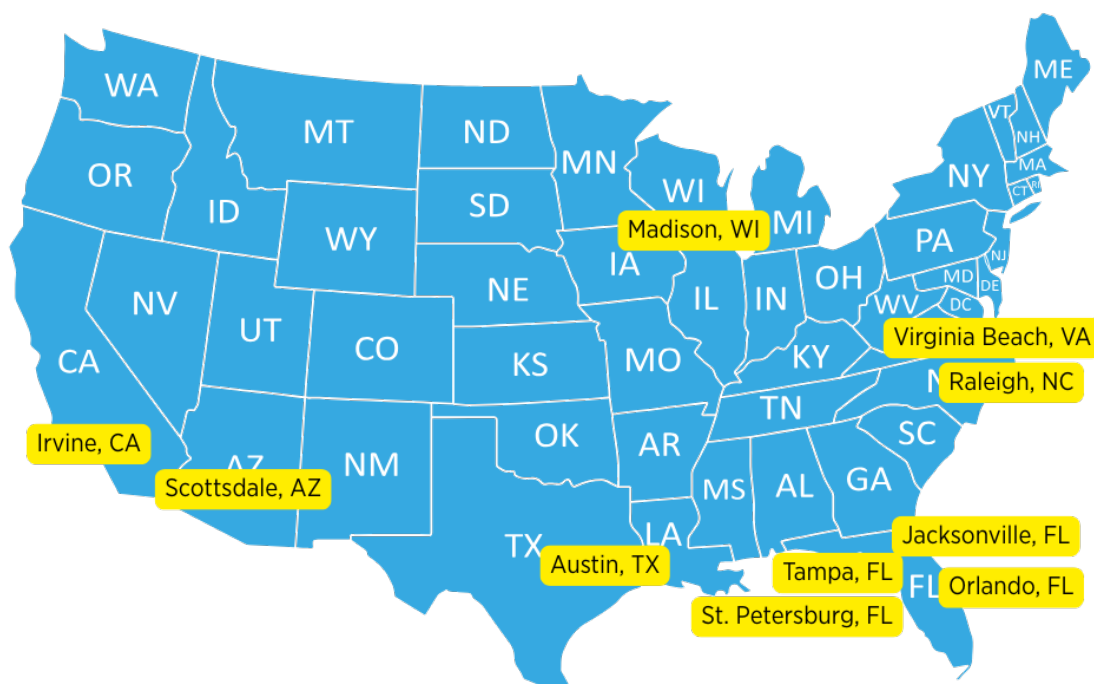 WA
ME
MT
ND
VT
MN
NH
OR
MA
WI
NY
ID
SD
CT
RI
WY
MI
Madison, WI
PA
IA
NJ
OH
MD
NE
DE
NV
IL
IN
WV
DC
UT
CO
Virginia Beach, VA
KY
CA
KS
MO
Raleigh, NC
N
TN
OK
SC
Irvine, CA
AR
AZ
NM
Scottsdale, AZ
MS
AL
GA
LA
Jacksonville, FL
TX
Austin, TX
Tampa, FL
FL
Orlando, FL
St. Petersburg, FL